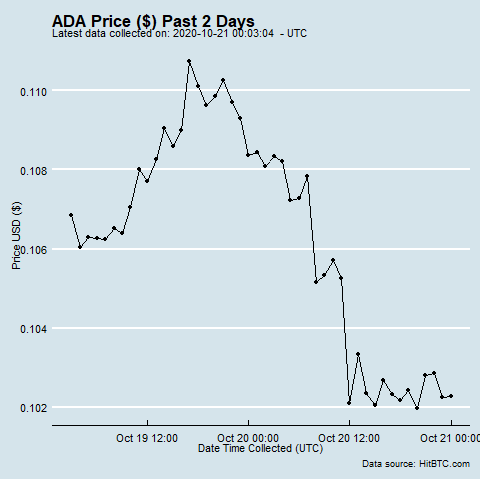 ADA Price ($) Past 2 Days
Latest data collected on: 2020-10-21 00:03:04  - UTC
0.110
0.108
0.106
0.104
0.102
Price USD ($)
Oct 19 12:00 Oct 20 00:00 Oct 20 12:00 Oct 21 00:00
Date Time Collected (UTC)
Data source: HitBTC.com